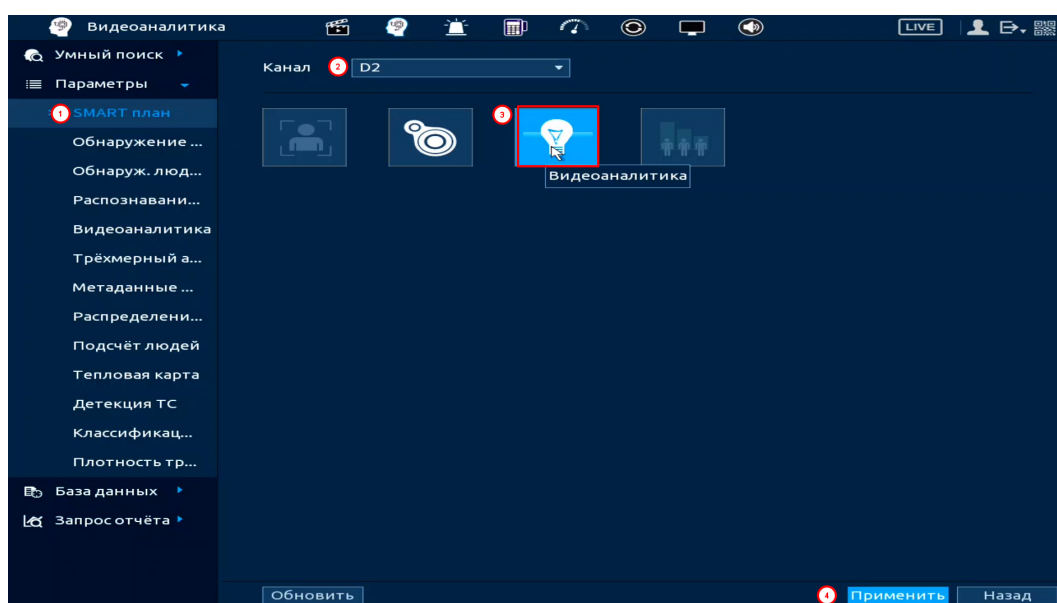 Видеоаналитика
LIVE
Умный поиск
Параметры
1 SMART план
Обнаружение ...
Обнаруж. люд...
Распознавани...
Видеоаналитика
Трёхмерный а...
Метаданные ...
Распределени...
Подсчёт людей
Тепловая карта
Детекция ТС
Классификац...
Плотность тр...
База данных
Запрос отчёта
Канал 2 D2
3
Видеоаналитика
Обновить
4 Применить
Назад